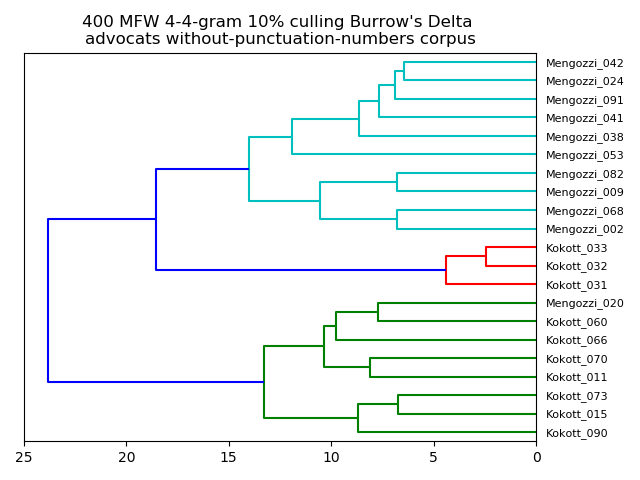 400 MFW 4-4-gram 10% culling Burrow's Delta
advocats without-punctuation-numbers corpus
Mengozzi_042
Mengozzi_024
Mengozzi_091
Mengozzi_041
Mengozzi_038
Mengozzi_053
Mengozzi_082
Mengozzi_009
Mengozzi_068
Mengozzi_002
Kokott_033
Kokott_032
Kokott_031
Mengozzi_020
Kokott_060
Kokott_066
Kokott_070
Kokott_011
Kokott_073
Kokott_015
Kokott_090
25 20 15 10 5 0